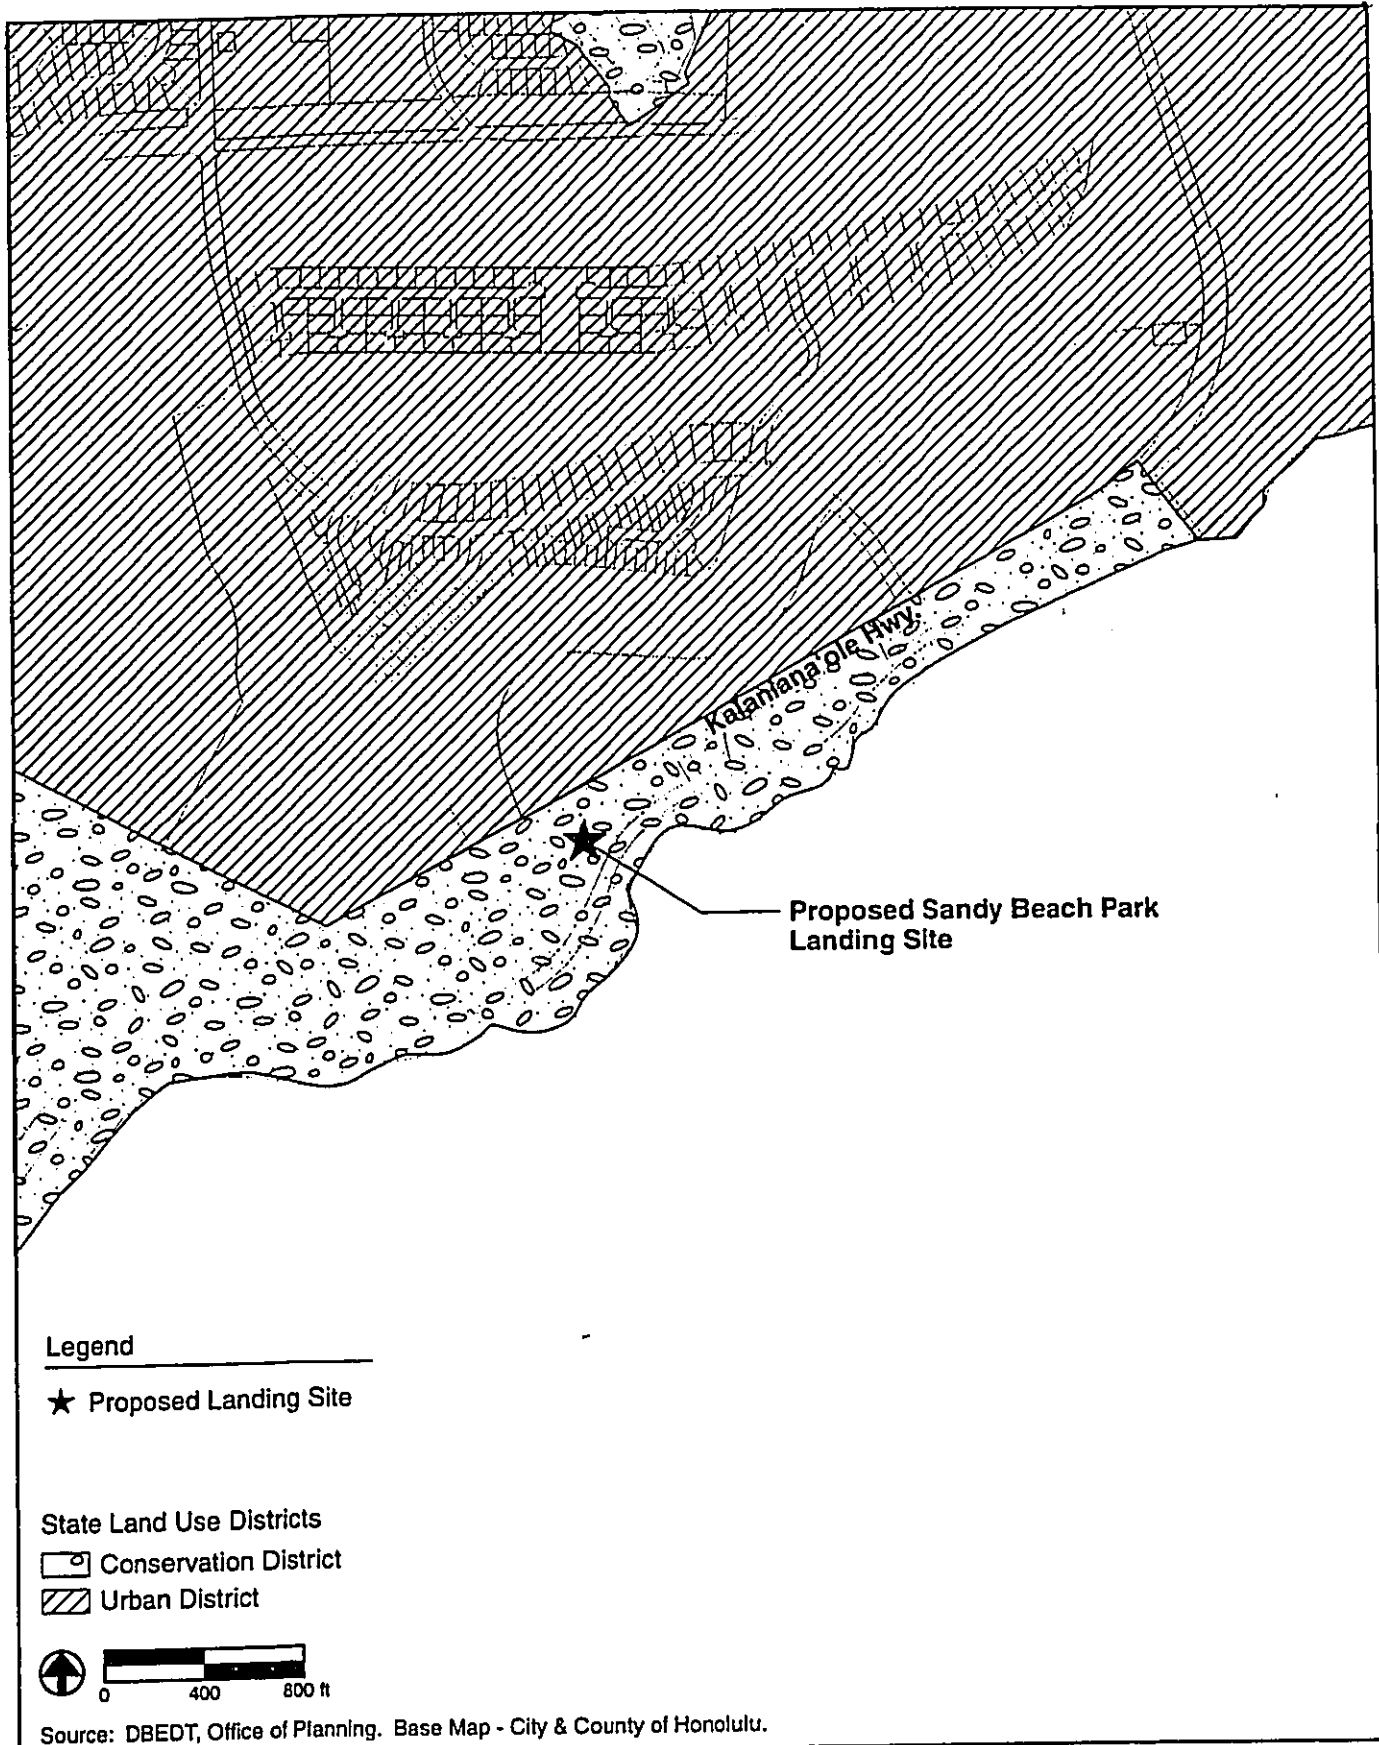 Kalaniana'ole Hwy.
Proposed Sandy Beach Park
Landing Site
Legend
Proposed Landing Site
State Land Use Districts
Conservation District
Urban District
0 400 800 ft
Source: DBEDT, Office of Planning. Base Map - City & County of Honolulu.